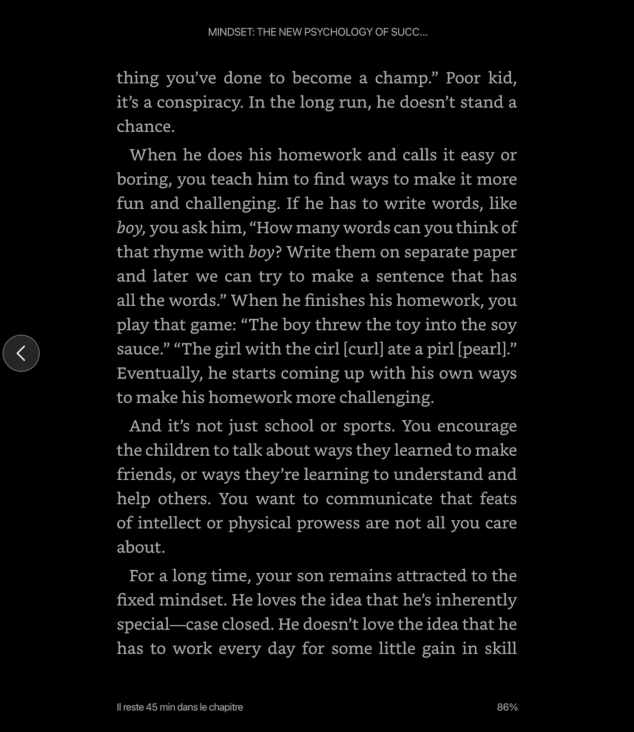 MINDSET: THE NEW PSYCHOLOGY OF SUCC...
thing you’ve done to become a champ.” Poor kid,
it’s a conspiracy. In the long run, he doesn’t stand a
chance.
When he does his homework and calls it easy or
boring, you teach him to find ways to make it more
fun and challenging. If he has to write words, like
boy, you ask him, “How many words can you think of
that rhyme with boy? Write them on separate paper
and later we can try to make a sentence that has
all the words.” When he finishes his homework, you
play that game: “The boy threw the toy into the soy
sauce.” “The girl with the cirl [curl] ate a pirl [pearl].”
Eventually, he starts coming up with his own ways
to make his homework more challenging.
And it’s not just school or sports. You encourage
the children to talk about ways they learned to make
friends, or ways they’re learning to understand and
help others. You want to communicate that feats
of intellect or physical prowess are not all you care
about.
For a long time, your son remains attracted to the
fixed mindset. He loves the idea that he’s inherently
special—case closed. He doesn’t love the idea that he
has to work every day for some little gain in skill
Il reste 45 min dans le chapitre
86%